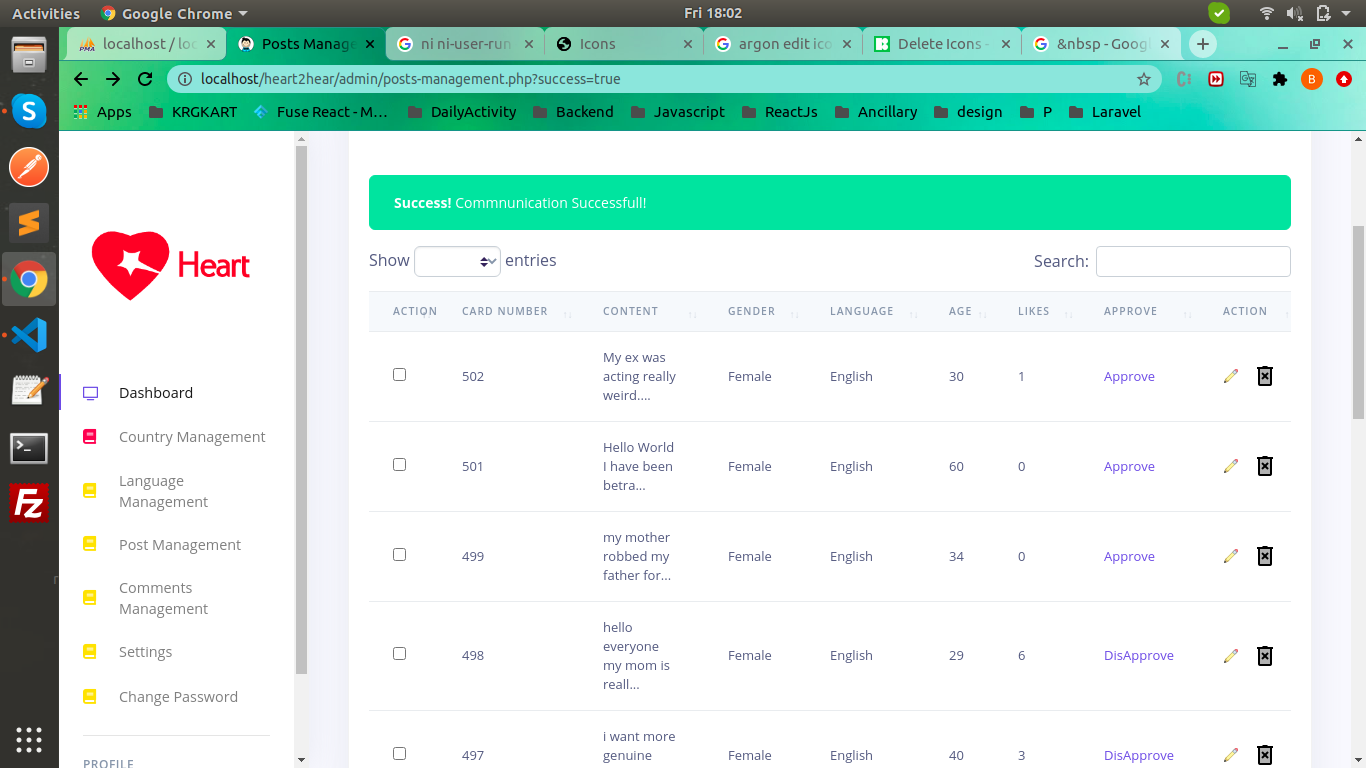 Activities Google Chrome Fri 18:02
localhost / loc Posts Manage ni ni-user-run Icons argon edit ico Delete Icons - &nbsp - Googl
localhost/heart2hear/admin/posts-management.php?success=true B
Apps KRGKART Fuse React - M... DailyActivity Backend Javascript ReactJs Ancillary design P Laravel
Heart
Dashboard
Country Management
Language
Management
Post Management
Comments
Management
Settings
Change Password
PROFILE
Success! Commnunication Successfull!
Show entries Search:
ACTION CARD NUMBER CONTENT GENDER LANGUAGE AGE LIKES APPROVE ACTION
My ex was
502 acting really Female English 30 1 Approve
weird....
Hello World
501 I have been Female English 60 0 Approve
betra...
my mother
499 robbed my Female English 34 0 Approve
father for...
hello
everyone
498 my mom is Female English 29 6 DisApprove
reall...
i want more
497 genuine Female English 40 3 DisApprove